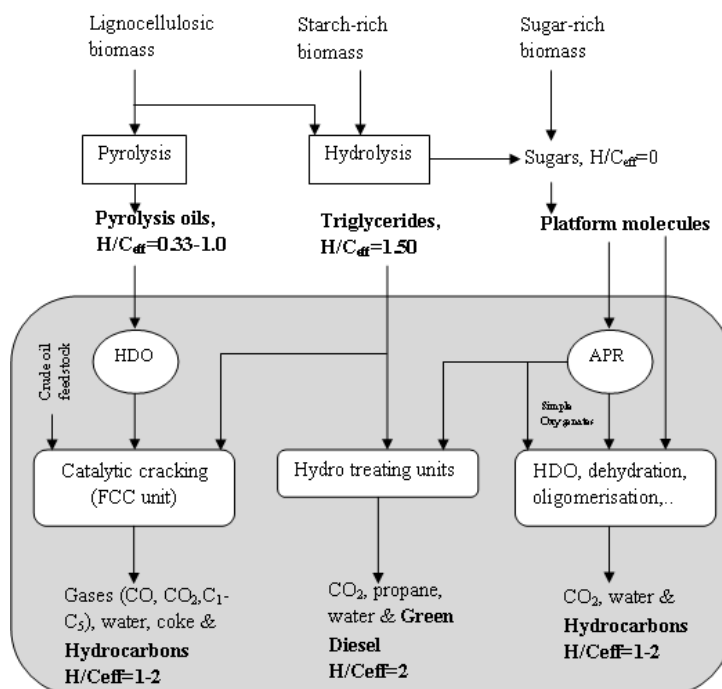 Lignocellulosic
biomass
Starch-rich
biomass
Sugar-rich
biomass
Pyrolysis
Hydrolysis
Sugars, H/Ceff=0
Pyrolysis oils,
H/Ceff=0.33-1.0
Triglycerides,
H/Ceff=1.50
Platform molecules
Crude oil
feedstock
HDO
APR
Simple
Oxygenates
Catalytic cracking
(FCC unit)
Hydro treating units
HDO, dehydration,
oligomerisation,..
Gases (CO, CO2,C1-
C5), water, coke &
Hydrocarbons
H/Ceff=1-2
CO2, propane,
water & Green
Diesel
H/Ceff=2
CO2, water &
Hydrocarbons
H/Ceff=1-2